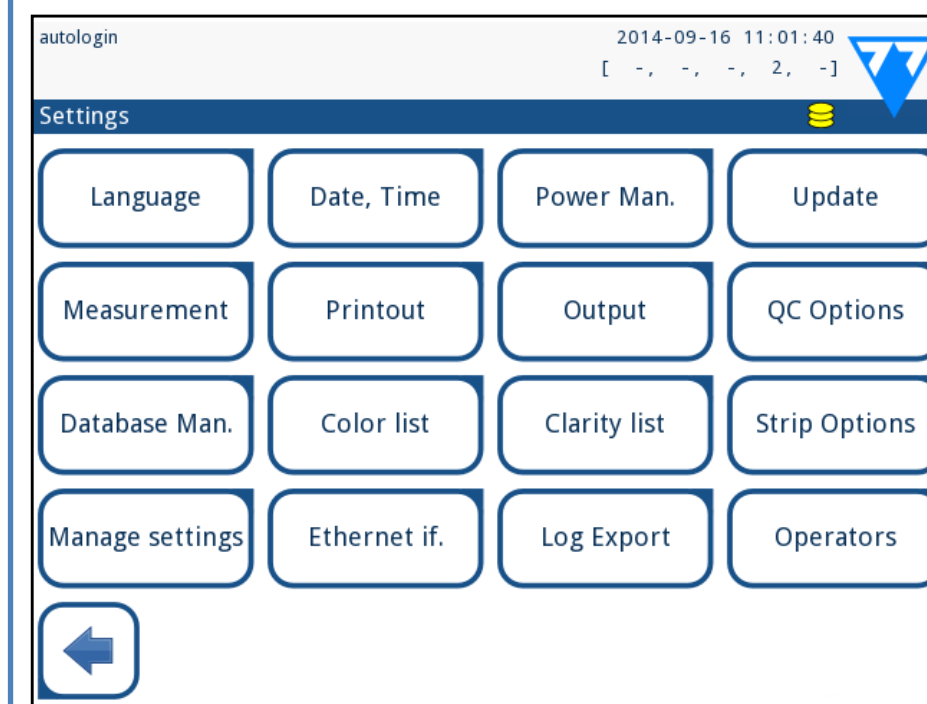 autologin
2014-09-16 11:01:40
[ -, -, -, 2, -]
Settings
Language
Date, Time
Power Man.
Update
Measurement
Printout
Output
QC Options
Database Man.
Color list
Clarity list
Strip Options
Manage settings
Ethernet if.
Log Export
Operators